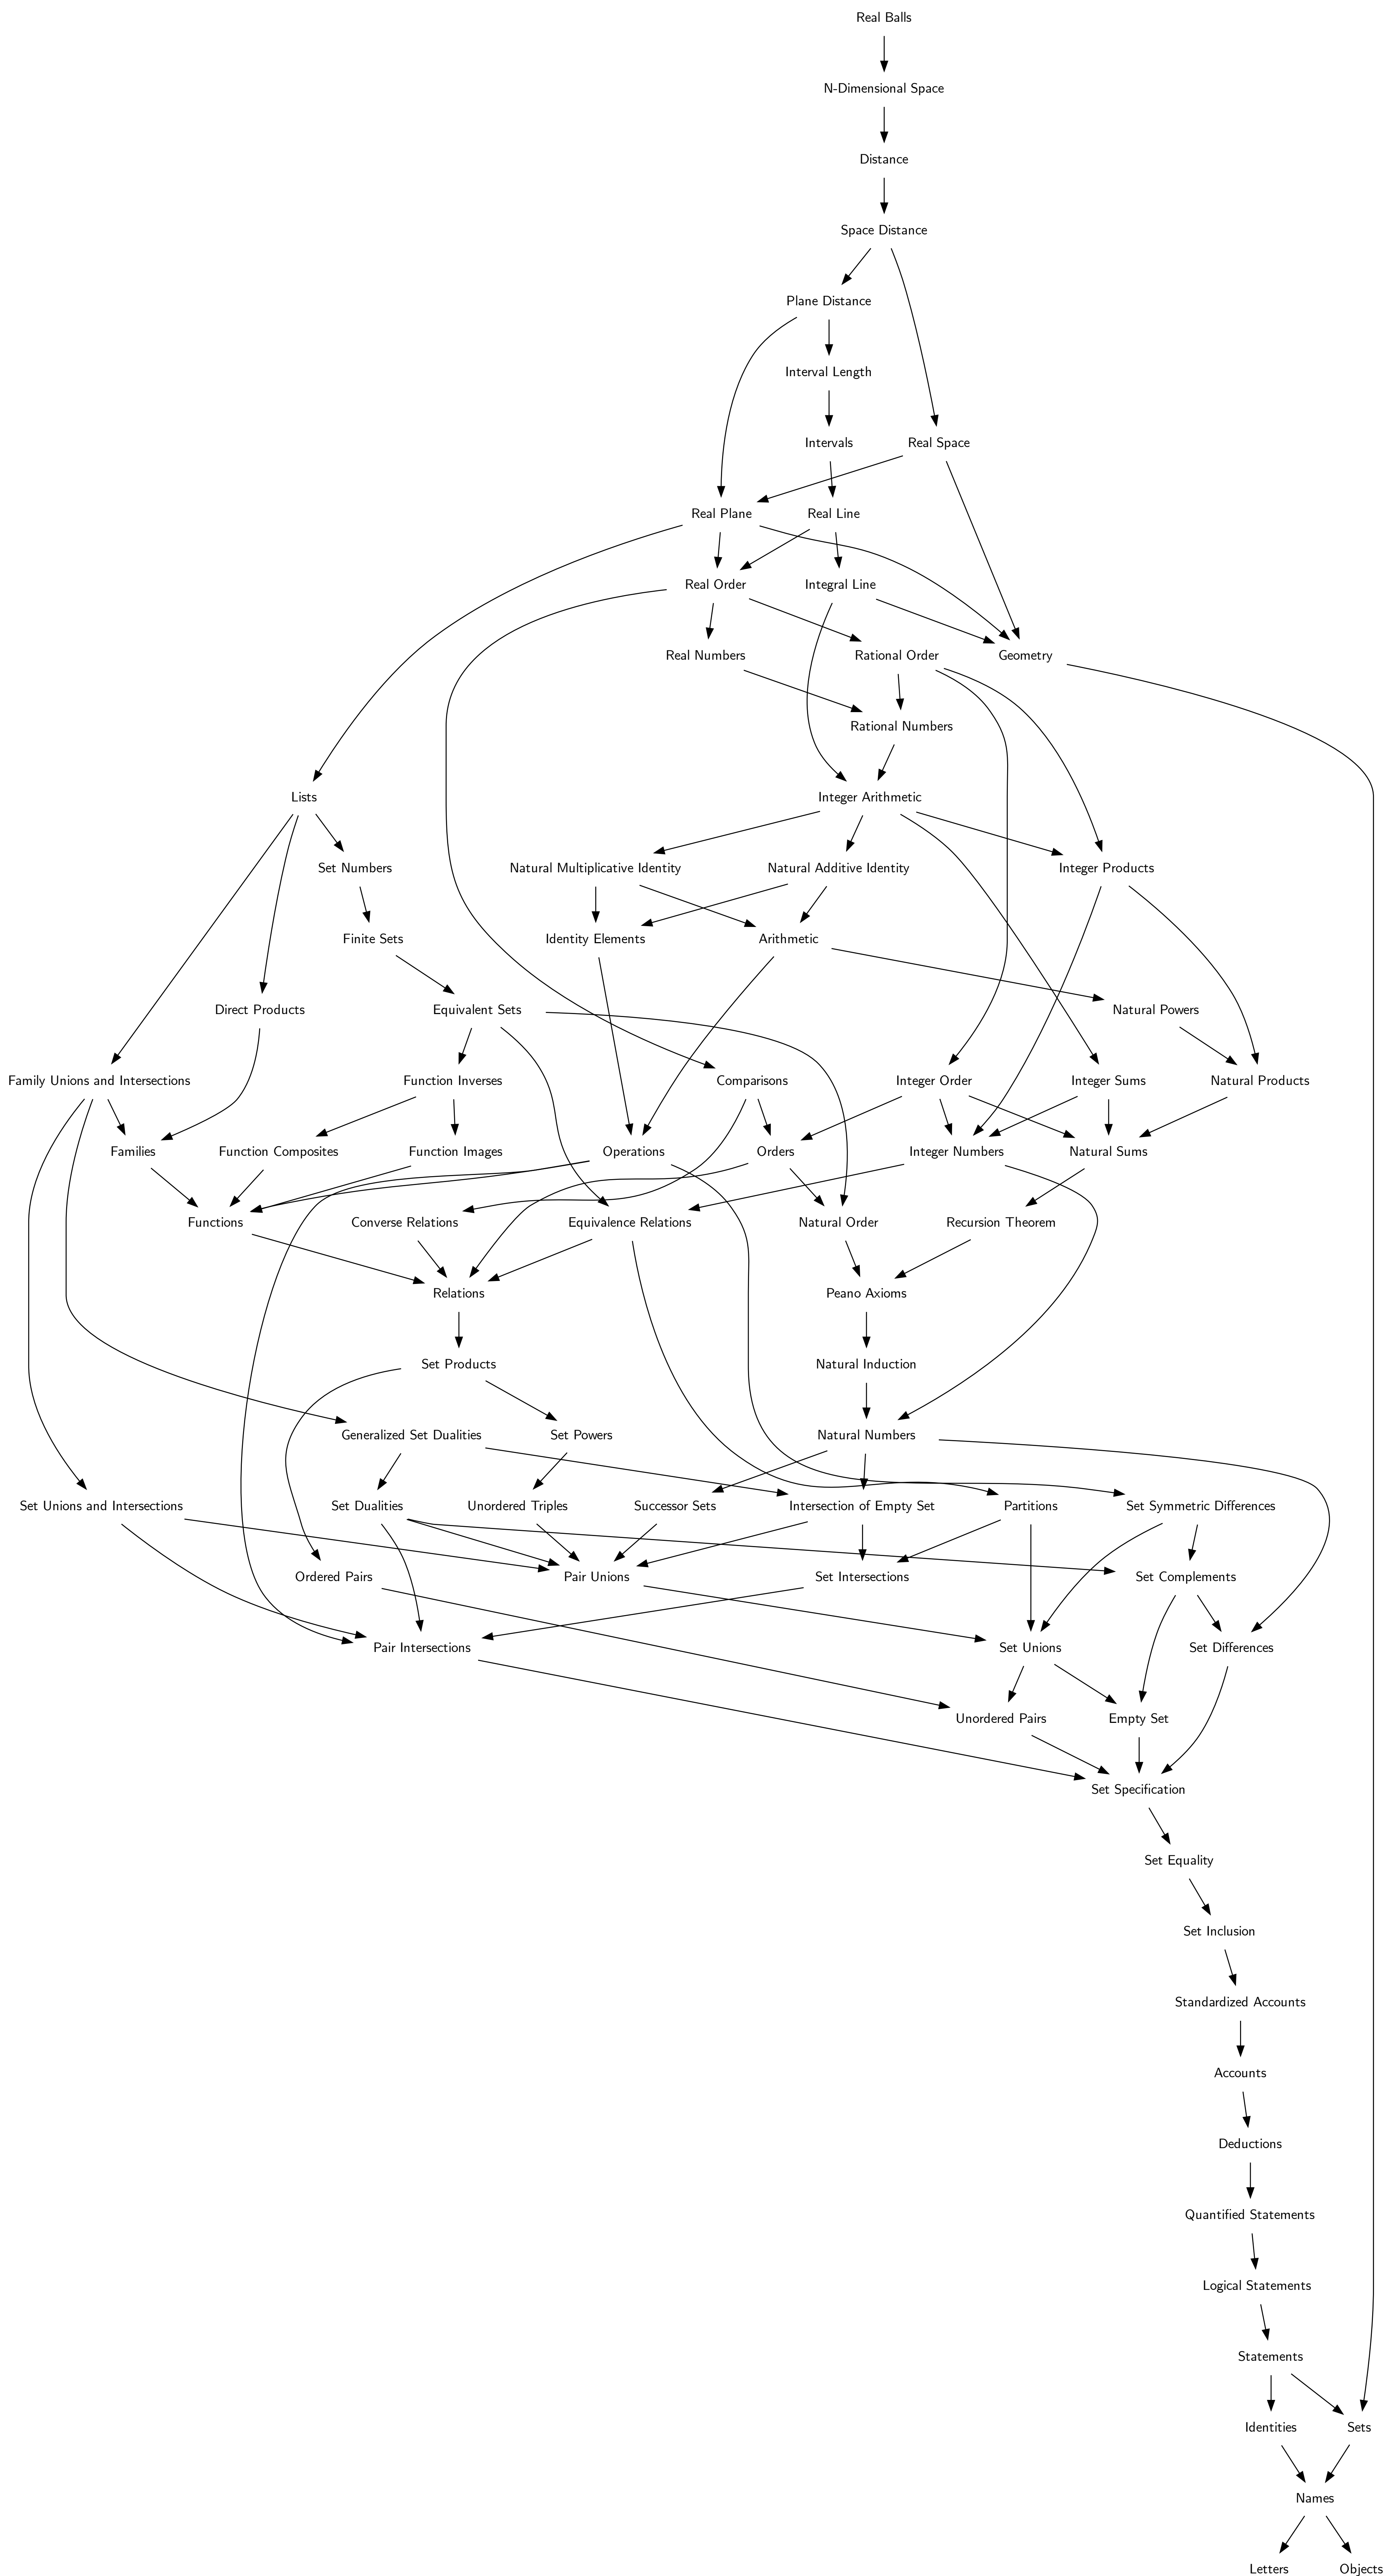 Real Balls
N-Dimensional Space
Distance
Space Distance
Plane Distance
Interval Length
Intervals
Real Space
Real Plane
Real Line
Real Order
Integral Line
Real Numbers
Rational Order
Geometry
Rational Numbers
Lists
Integer Arithmetic
Set Numbers
Natural Multiplicative Identity
Natural Additive Identity
Integer Products
Finite Sets
Identity Elements
Arithmetic
Direct Products
Equivalent Sets
Natural Powers
Family Unions and Intersections
Function Inverses
Comparisons
Integer Order
Integer Sums
Natural Products
Families
Function Composites
Function Images
Operations
Orders
Integer Numbers
Natural Sums
Functions
Converse Relations
Equivalence Relations
Natural Order
Recursion Theorem
Relations
Peano Axioms
Set Products
Natural Induction
Generalized Set Dualities
Set Powers
Natural Numbers
Set Unions and Intersections
Set Dualities
Unordered Triples
Successor Sets
Intersection of Empty Set
Partitions
Set Symmetric Differences
Ordered Pairs
Pair Unions
Set Intersections
Set Complements
Pair Intersections
Set Unions
Set Differences
Unordered Pairs
Empty Set
Set Specification
Set Equality
Set Inclusion
Standardized Accounts
Accounts
Deductions
Quantified Statements
Logical Statements
Statements
Identities
Sets
Names
Letters
Objects